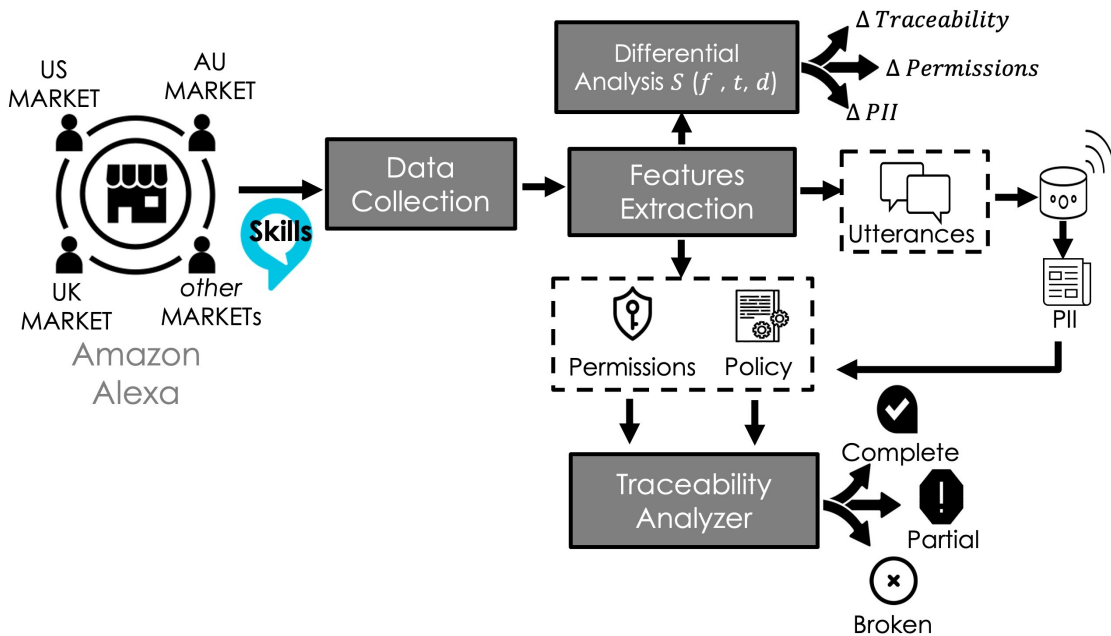 US
MARKET
AU
MARKET
UK
MARKET
other
MARKETs
Amazon
Alexa
Skills
Data
Collection
Features
Extraction
Differential
Analysis S (f , t, d)
Δ Traceability
Δ Permissions
Δ PII
Utterances
PII
Permissions
Policy
Traceability
Analyzer
Complete
Partial
Broken